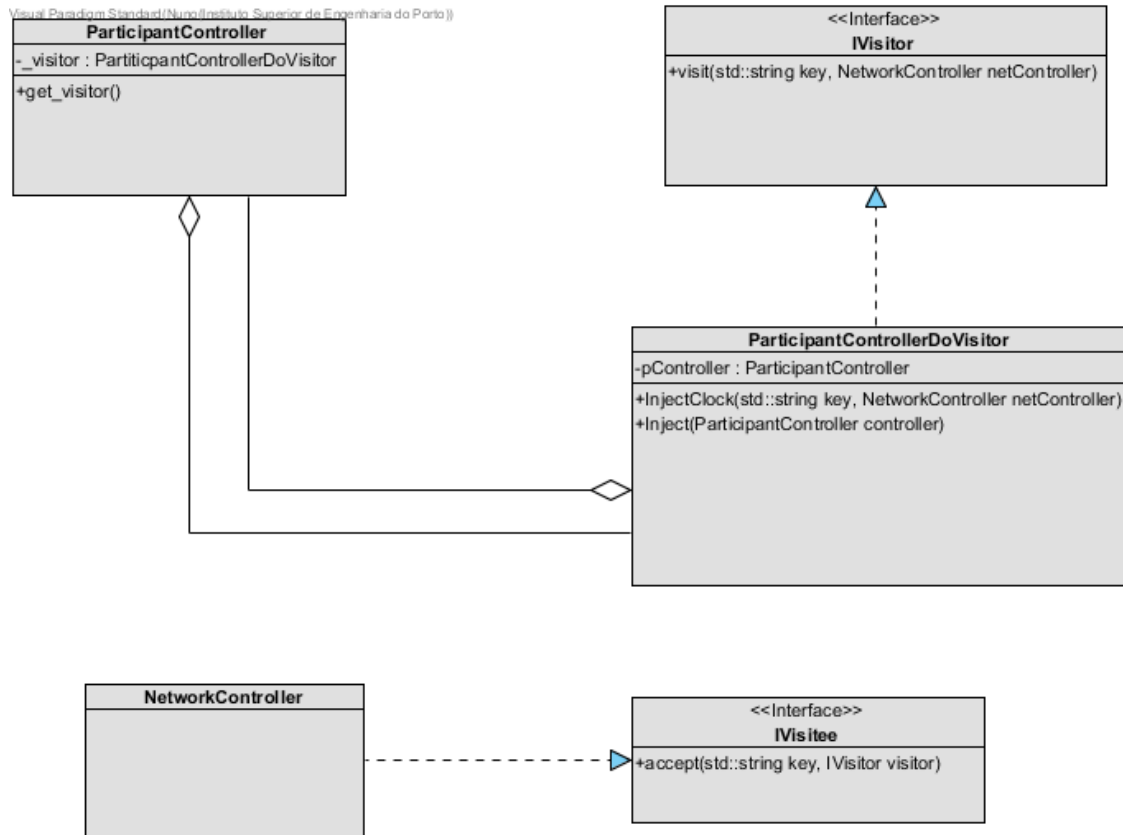 Visual Paradigm Standard(Nuno(Instituto Superior de Engenharia do Porto))
ParticipantController
-_visitor : PartiticpantControllerDoVisitor
+get_visitor()
<<Interface>>
IVisitor
+visit(std::string key, NetworkController netController)
ParticipantControllerDoVisitor
-pController : ParticipantController
+InjectClock(std::string key, NetworkController netController)
+Inject(ParticipantController controller)
NetworkController
<<Interface>>
IVisitee
+accept(std::string key, IVisitor visitor)